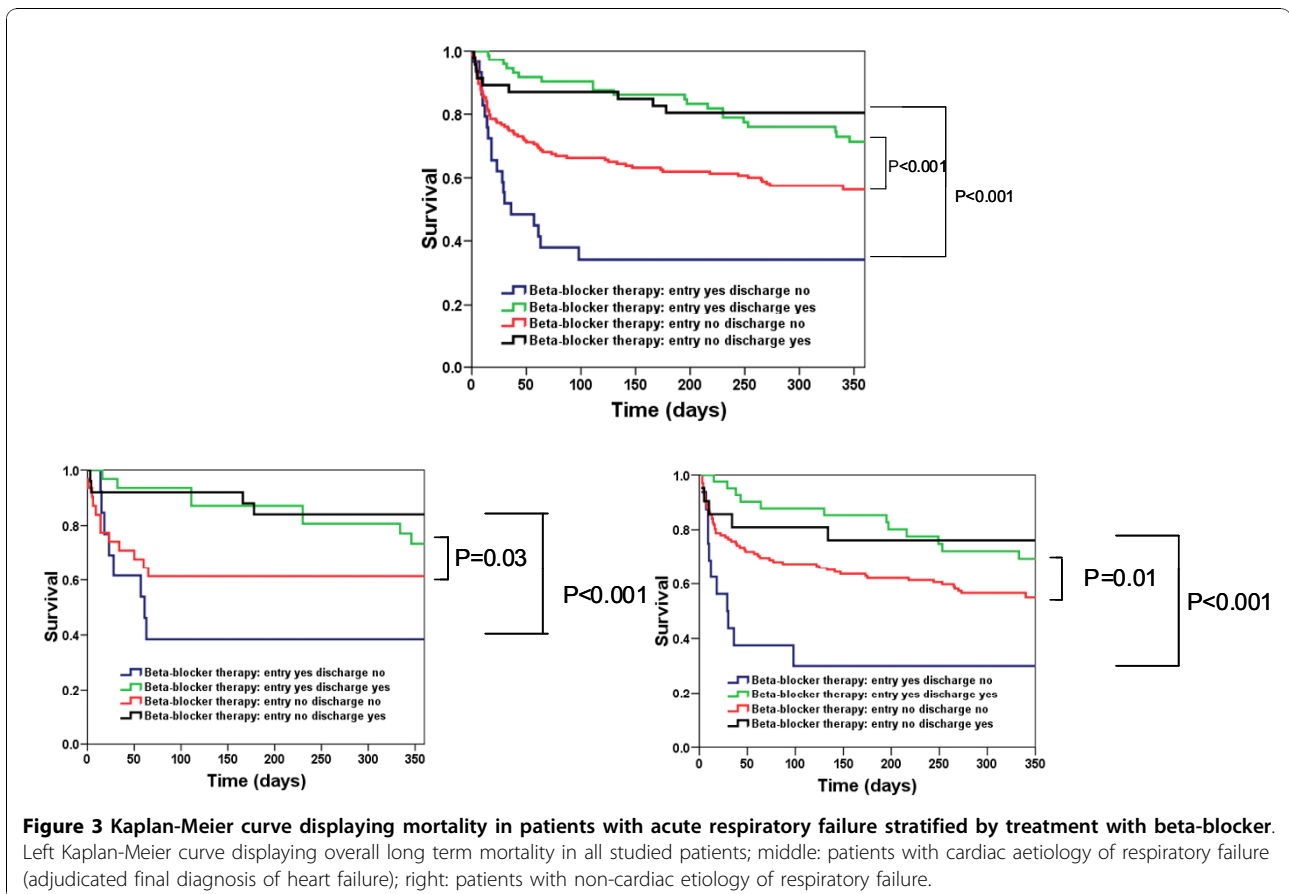 1.0
0.8
0.6
0.4
0.2
0.0
Survival
0 50 100 150 200 250 300 350
Time (days)
Beta-blocker therapy: entry yes discharge no
Beta-blocker therapy: entry yes discharge yes
Beta-blocker therapy: entry no discharge no
Beta-blocker therapy: entry no discharge yes
P<0.001
P<0.001
1.0
0.8
0.6
0.4
0.2
0.0
Survival
0 50 100 150 200 250 300 350
Time (days)
Beta-blocker therapy: entry yes discharge no
Beta-blocker therapy: entry yes discharge yes
Beta-blocker therapy: entry no discharge no
Beta-blocker therapy: entry no discharge yes
P=0.03
P<0.001
1.0
0.8
0.6
0.4
0.2
0.0
Survival
0 50 100 150 200 250 300 350
Time (days)
Beta-blocker therapy: entry yes discharge no
Beta-blocker therapy: entry yes discharge yes
Beta-blocker therapy: entry no discharge no
Beta-blocker therapy: entry no discharge yes
P=0.01
P<0.001
Figure 3 Kaplan-Meier curve displaying mortality in patients with acute respiratory failure stratified by treatment with beta-blocker.
Left Kaplan-Meier curve displaying overall long term mortality in all studied patients; middle: patients with cardiac aetiology of respiratory failure
(adjudicated final diagnosis of heart failure); right: patients with non-cardiac etiology of respiratory failure.